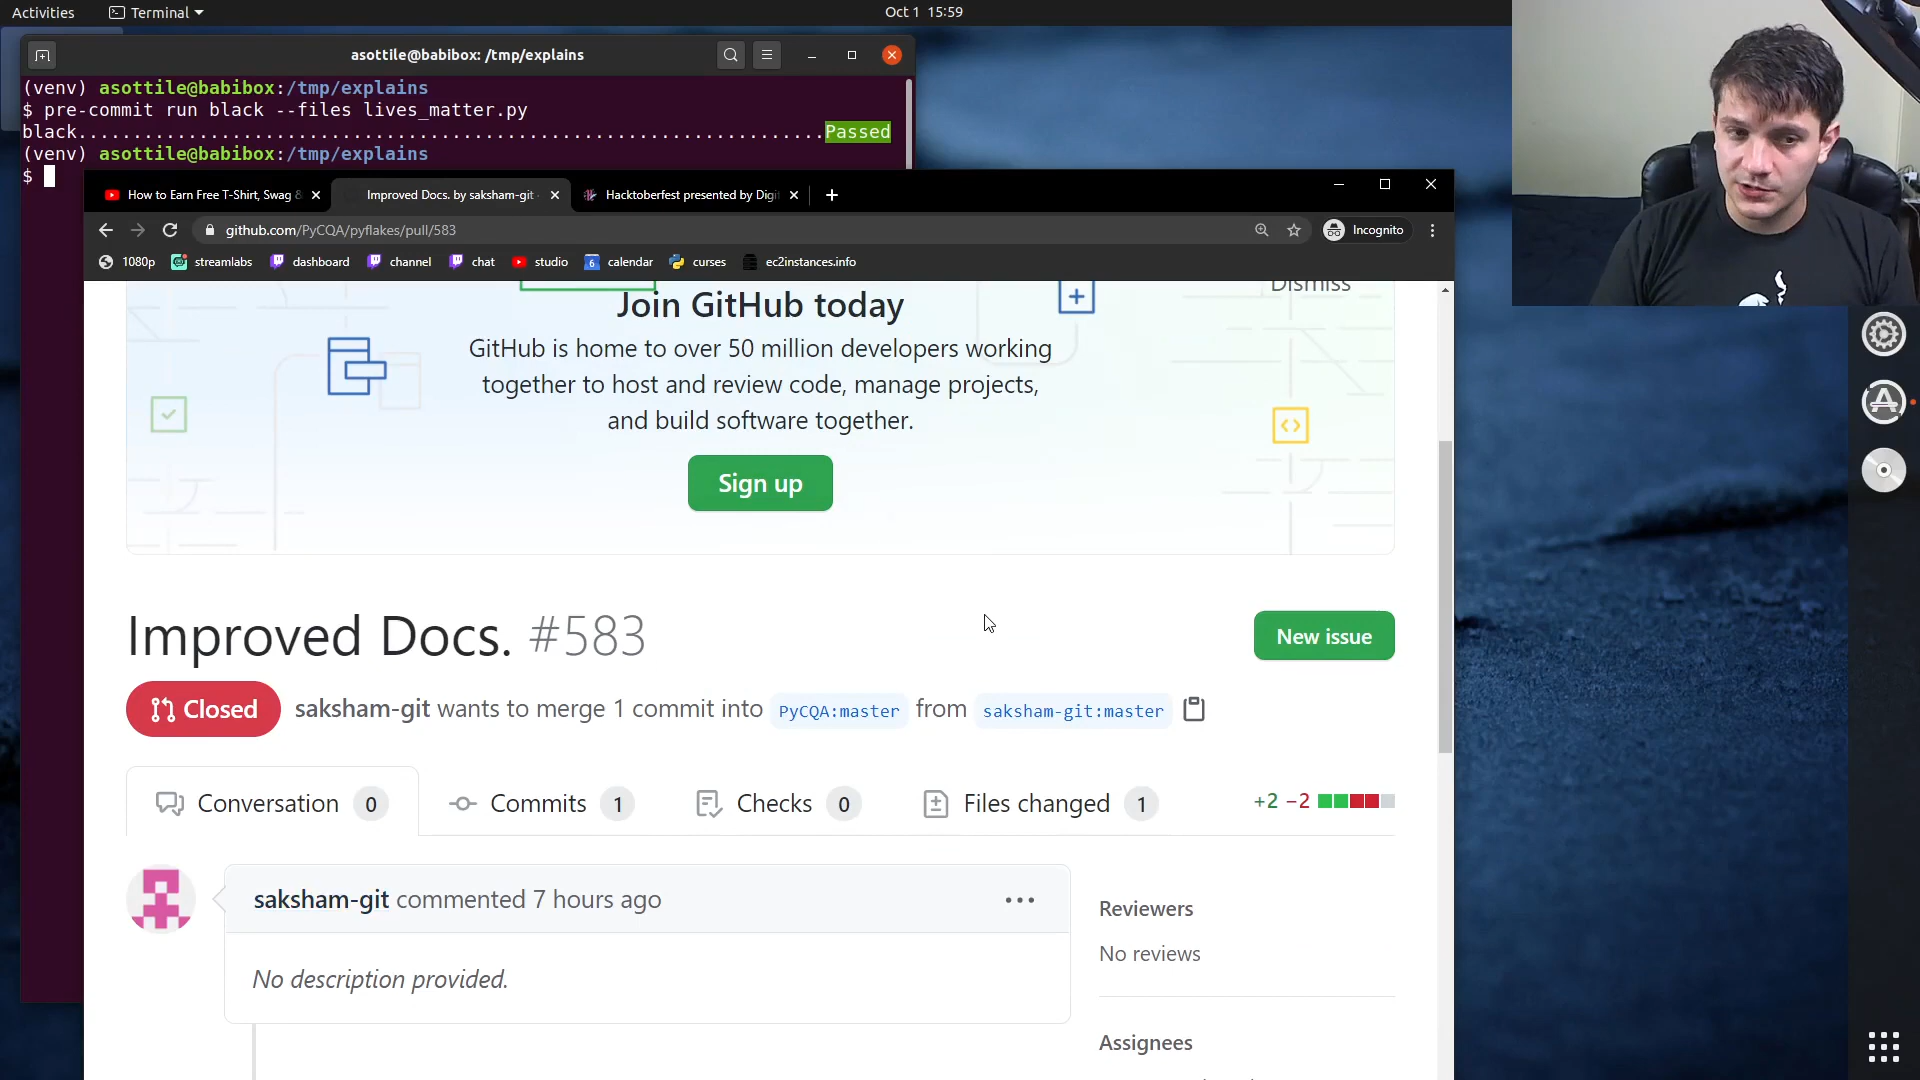 Activities
Terminal
Oct 1 15:59
asottile@babibox: /tmp/explains
(venv) asottile@babibox:/tmp/explains
$ pre-commit run black --files lives_matter.py
black....................................................................Passed
(venv) asottile@babibox:/tmp/explains
$
How to Earn Free T-Shirt, Swag &
Improved Docs. by saksham-git
Hacktoberfest presented by Digi
github.com/PyCQA/pyflakes/pull/583
Incognito
1080p
streamlabs
dashboard
channel
chat
studio
calendar
curses
ec2instances.info
Dismiss
Join GitHub today
GitHub is home to over 50 million developers working
together to host and review code, manage projects,
and build software together.
Sign up
Improved Docs. #583
New issue
Closed
saksham-git wants to merge 1 commit into PyCQA:master from saksham-git:master
Conversation 0
Commits 1
Checks 0
Files changed 1
+2 −2
saksham-git commented 7 hours ago
No description provided.
Reviewers
No reviews
Assignees